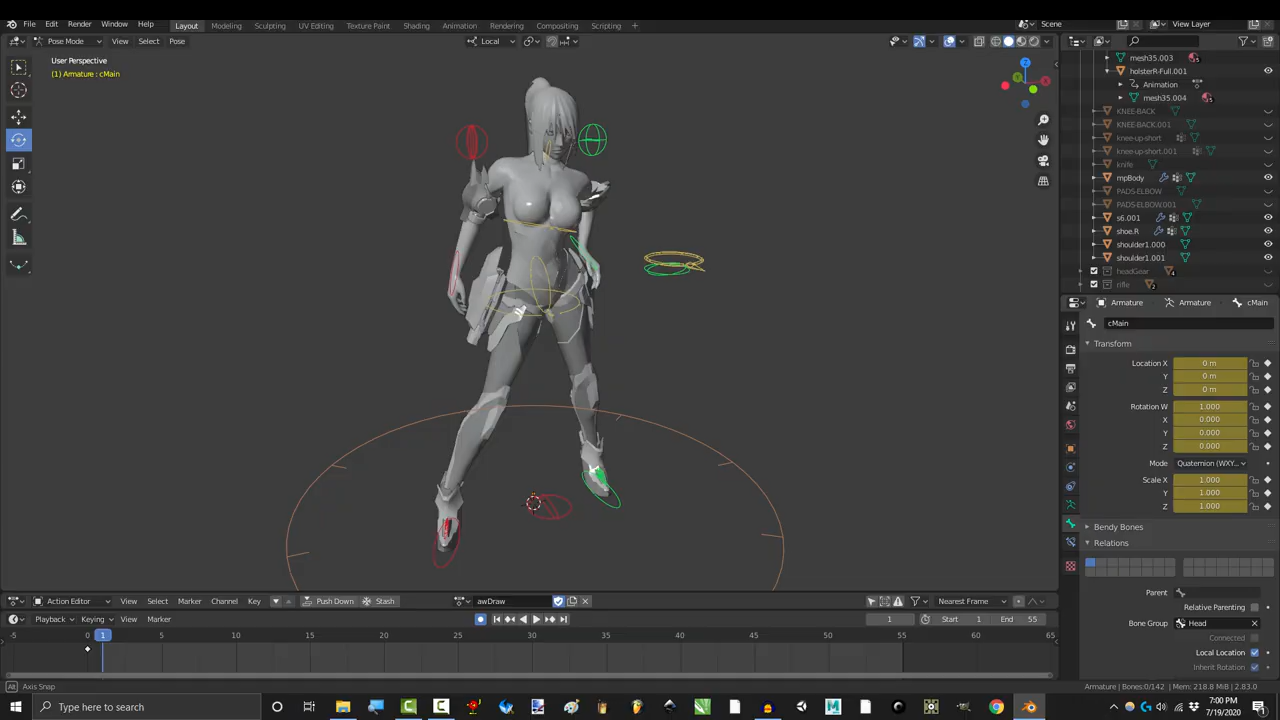 File Edit Render Window Help Layout Modeling Sculpting UV Editing Texture Paint Shading Animation Rendering Compositing Scripting + Scene View Layer
Pose Mode View Select Pose Local
User Perspective
(1) Armature : cMain
X
Y
Z
mesh35.003
holsterR-Full.001
Animation
mesh35.004
KNEE-BACK
KNEE-BACK.001
knee-up-short
knee-up-short.001
knife
mpBody
PADS-ELBOW
PADS-ELBOW.001
s6.001
shoe.R
shoulder1.000
shoulder1.001
headGear
rifle
Armature Armature cMain
cMain
Transform
Location X 0 m
Y 0 m
Z 0 m
Rotation W 1.000
X 0.000
Y 0.000
Z 0.000
Mode Quaternion (WXY...
Scale X 1.000
Y 1.000
Z 1.000
Bendy Bones
Relations
Parent
Relative Parenting
Bone Group Head
Connected
Local Location
Inherit Rotation
Action Editor View Select Marker Channel Key Push Down Stash awDraw Nearest Frame
Playback Keying View Marker 1 Start 1 End 55
-5 0 1 5 10 15 20 25 30 35 40 45 50 55 60 65
Axis Snap Armature | Bones:0/142 | Mem: 218.8 MiB | 2.83.0
Type here to search
7:00 PM
7/19/2020